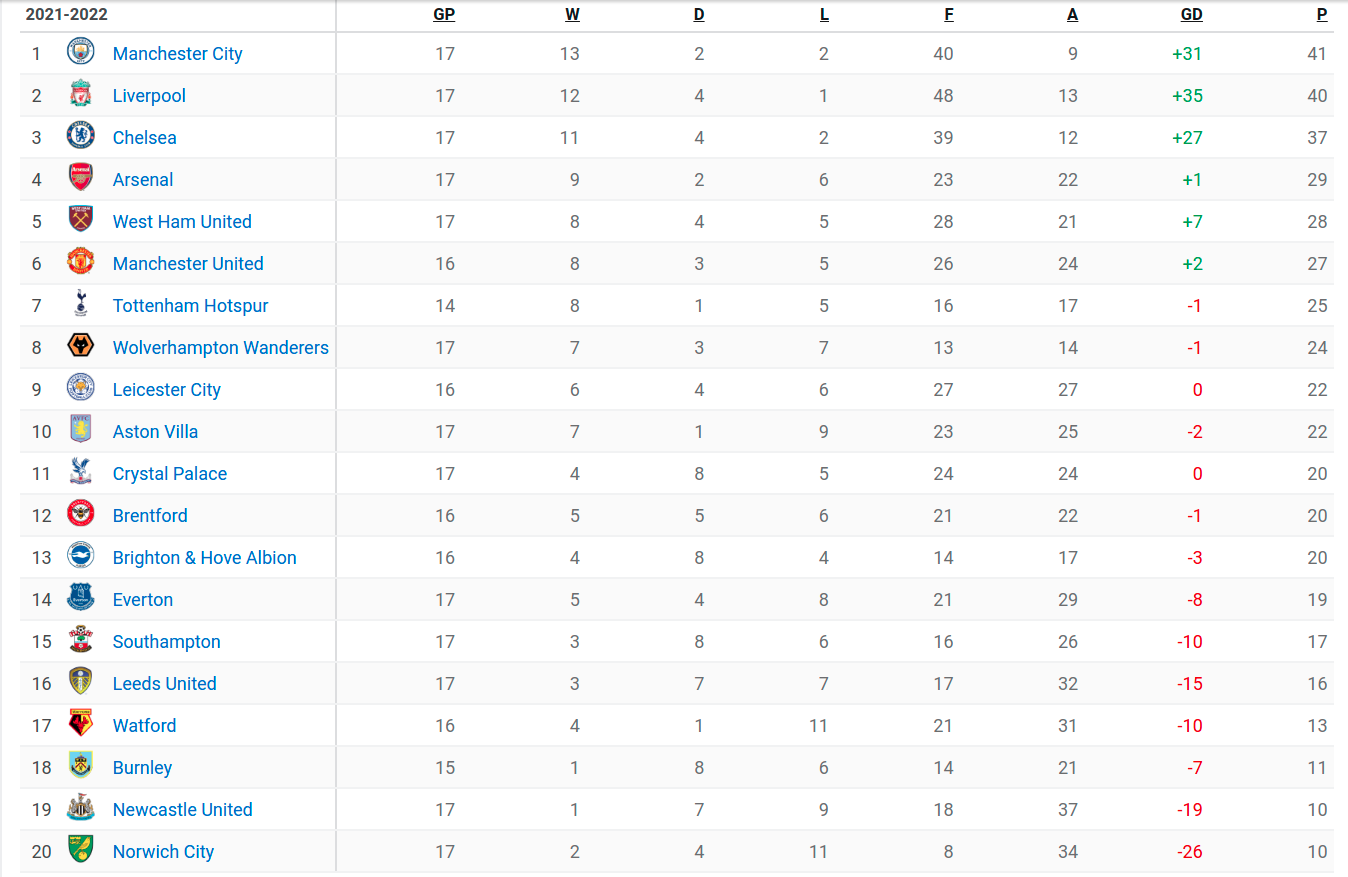 2021-2022 GP W D L F A GD P
1 Manchester City 17 13 2 2 40 9 +31 41
2 Liverpool 17 12 4 1 48 13 +35 40
3 Chelsea 17 11 4 2 39 12 +27 37
4 Arsenal 17 9 2 6 23 22 +1 29
5 West Ham United 17 8 4 5 28 21 +7 28
6 Manchester United 16 8 3 5 26 24 +2 27
7 Tottenham Hotspur 14 8 1 5 16 17 -1 25
8 Wolverhampton Wanderers 17 7 3 7 13 14 -1 24
9 Leicester City 16 6 4 6 27 27 0 22
10 Aston Villa 17 7 1 9 23 25 -2 22
11 Crystal Palace 17 4 8 5 24 24 0 20
12 Brentford 16 5 5 6 21 22 -1 20
13 Brighton & Hove Albion 16 4 8 4 14 17 -3 20
14 Everton 17 5 4 8 21 29 -8 19
15 Southampton 17 3 8 6 16 26 -10 17
16 Leeds United 17 3 7 7 17 32 -15 16
17 Watford 16 4 1 11 21 31 -10 13
18 Burnley 15 1 8 6 14 21 -7 11
19 Newcastle United 17 1 7 9 18 37 -19 10
20 Norwich City 17 2 4 11 8 34 -26 10